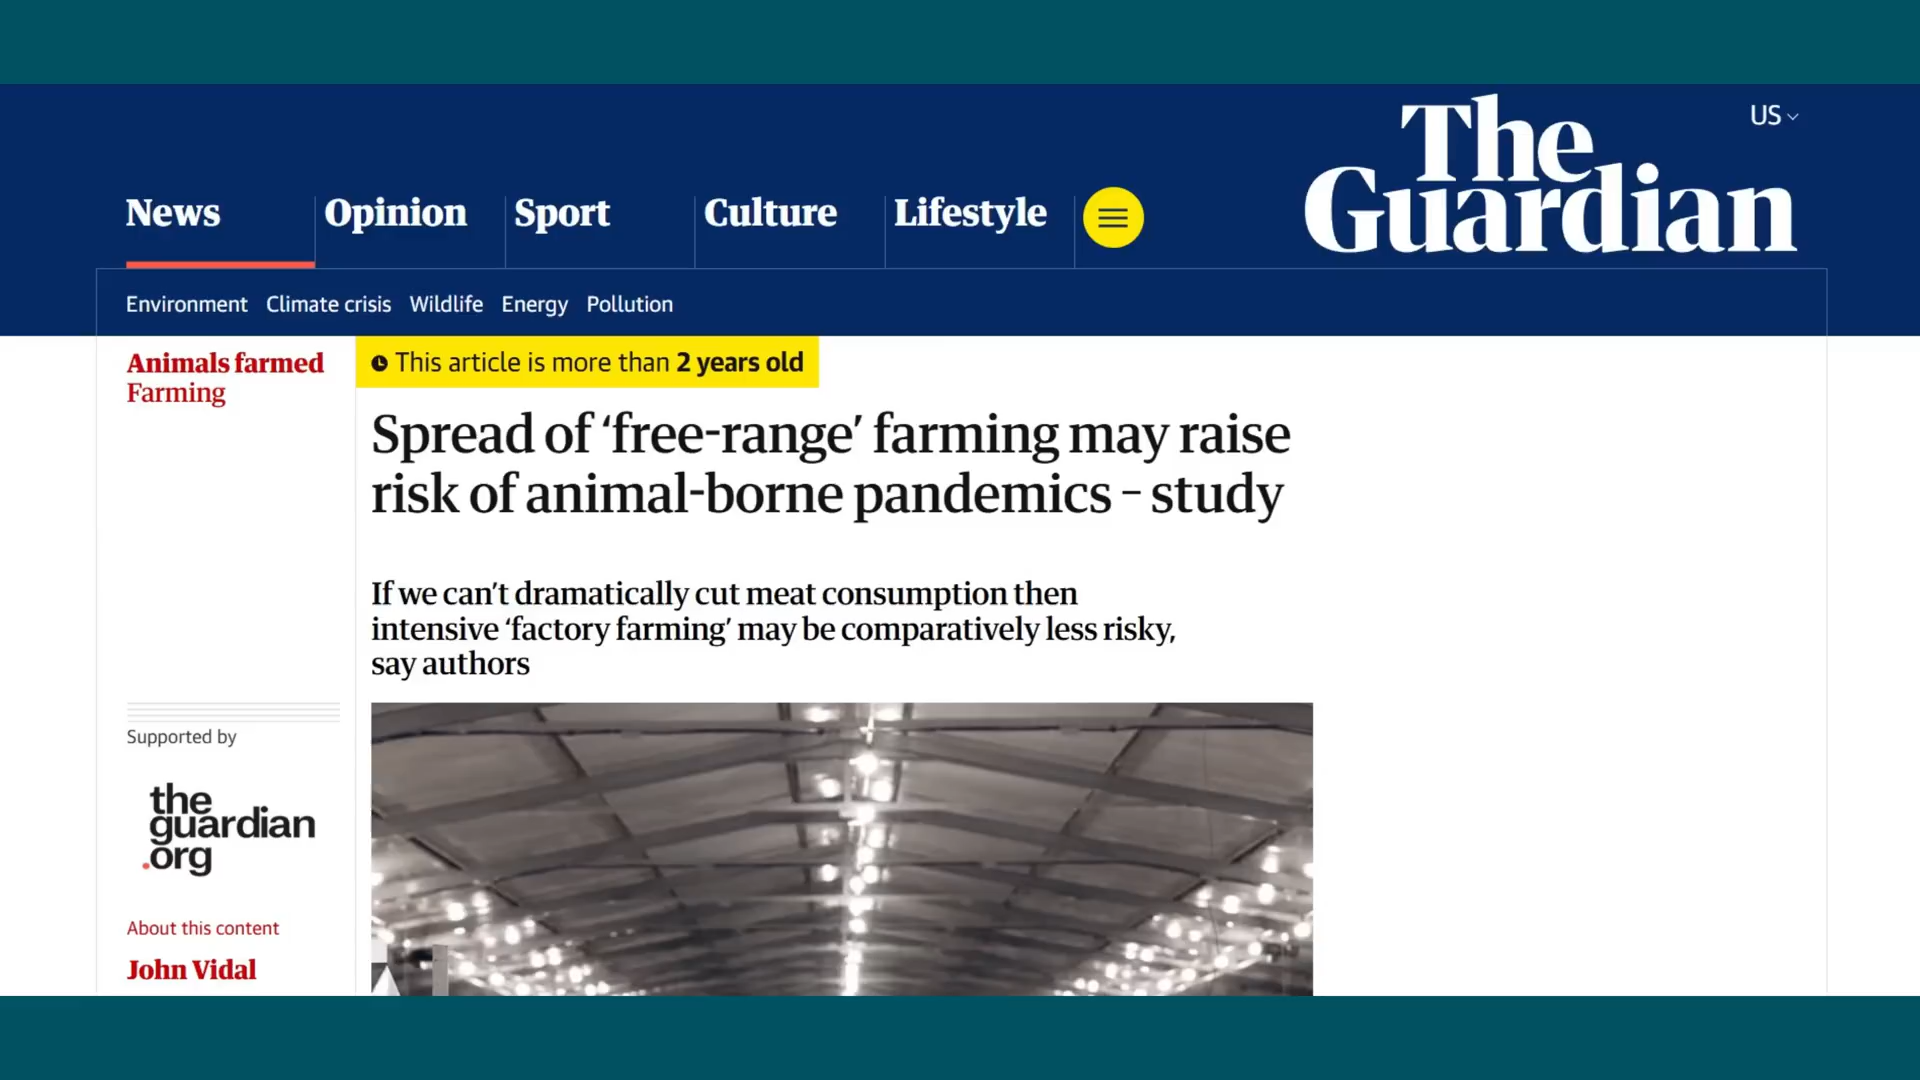 The
Guardian
US
News
Opinion
Sport
Culture
Lifestyle
Environment Climate crisis Wildlife Energy Pollution
Animals farmed
Farming
This article is more than 2 years old
Spread of ‘free-range’ farming may raise
risk of animal-borne pandemics – study
If we can’t dramatically cut meat consumption then
intensive ‘factory farming’ may be comparatively less risky,
say authors
Supported by
the
guardian
.org
About this content
John Vidal